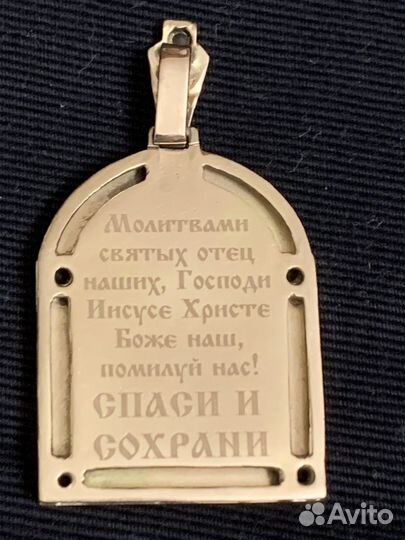 Молитвами
святых отец
наших, Господи
Иисусе Христе
Боже наш,
помилуй нас!
СПАСИ И
СОХРАНИ
Avito